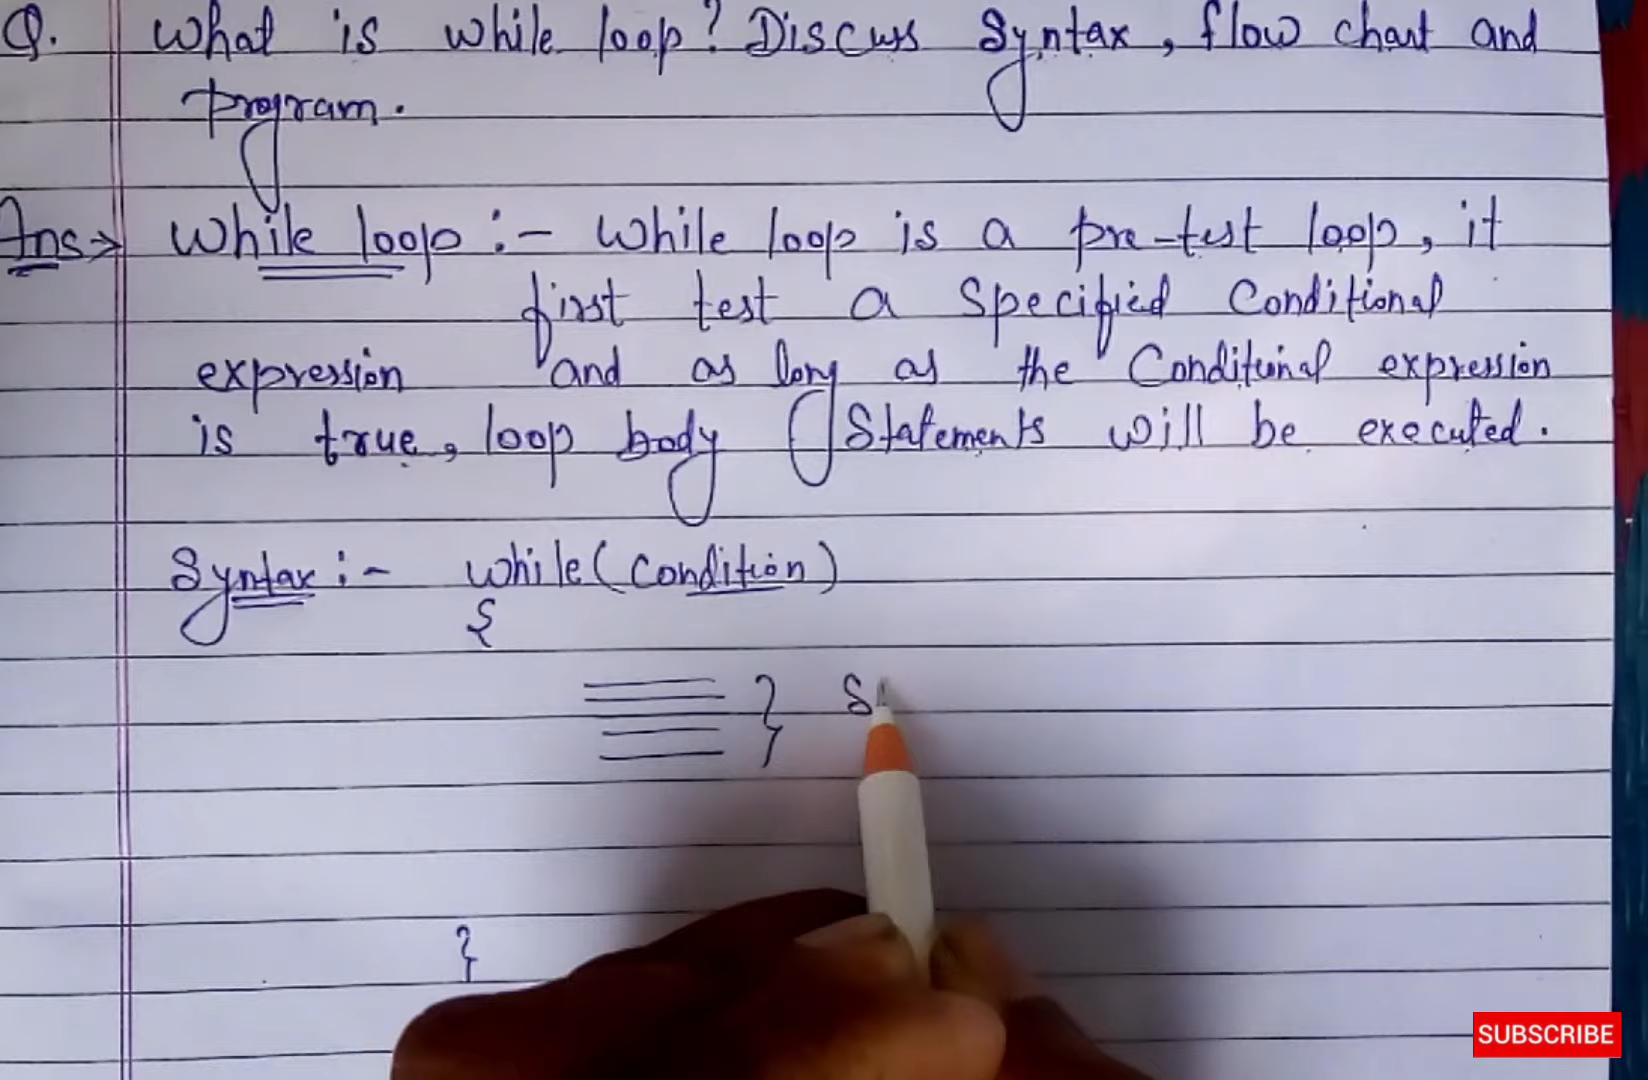 Q. What is while loop? Discuss Syntax, flow chart and
program.
Ans⇒ While loop :- While loop is a pre-test loop, it
first test a specified Conditional
expression and as long as the Conditional expression
is true, loop body Statements will be executed.
Syntax :- while(condition)
{
} S
}
SUBSCRIBE